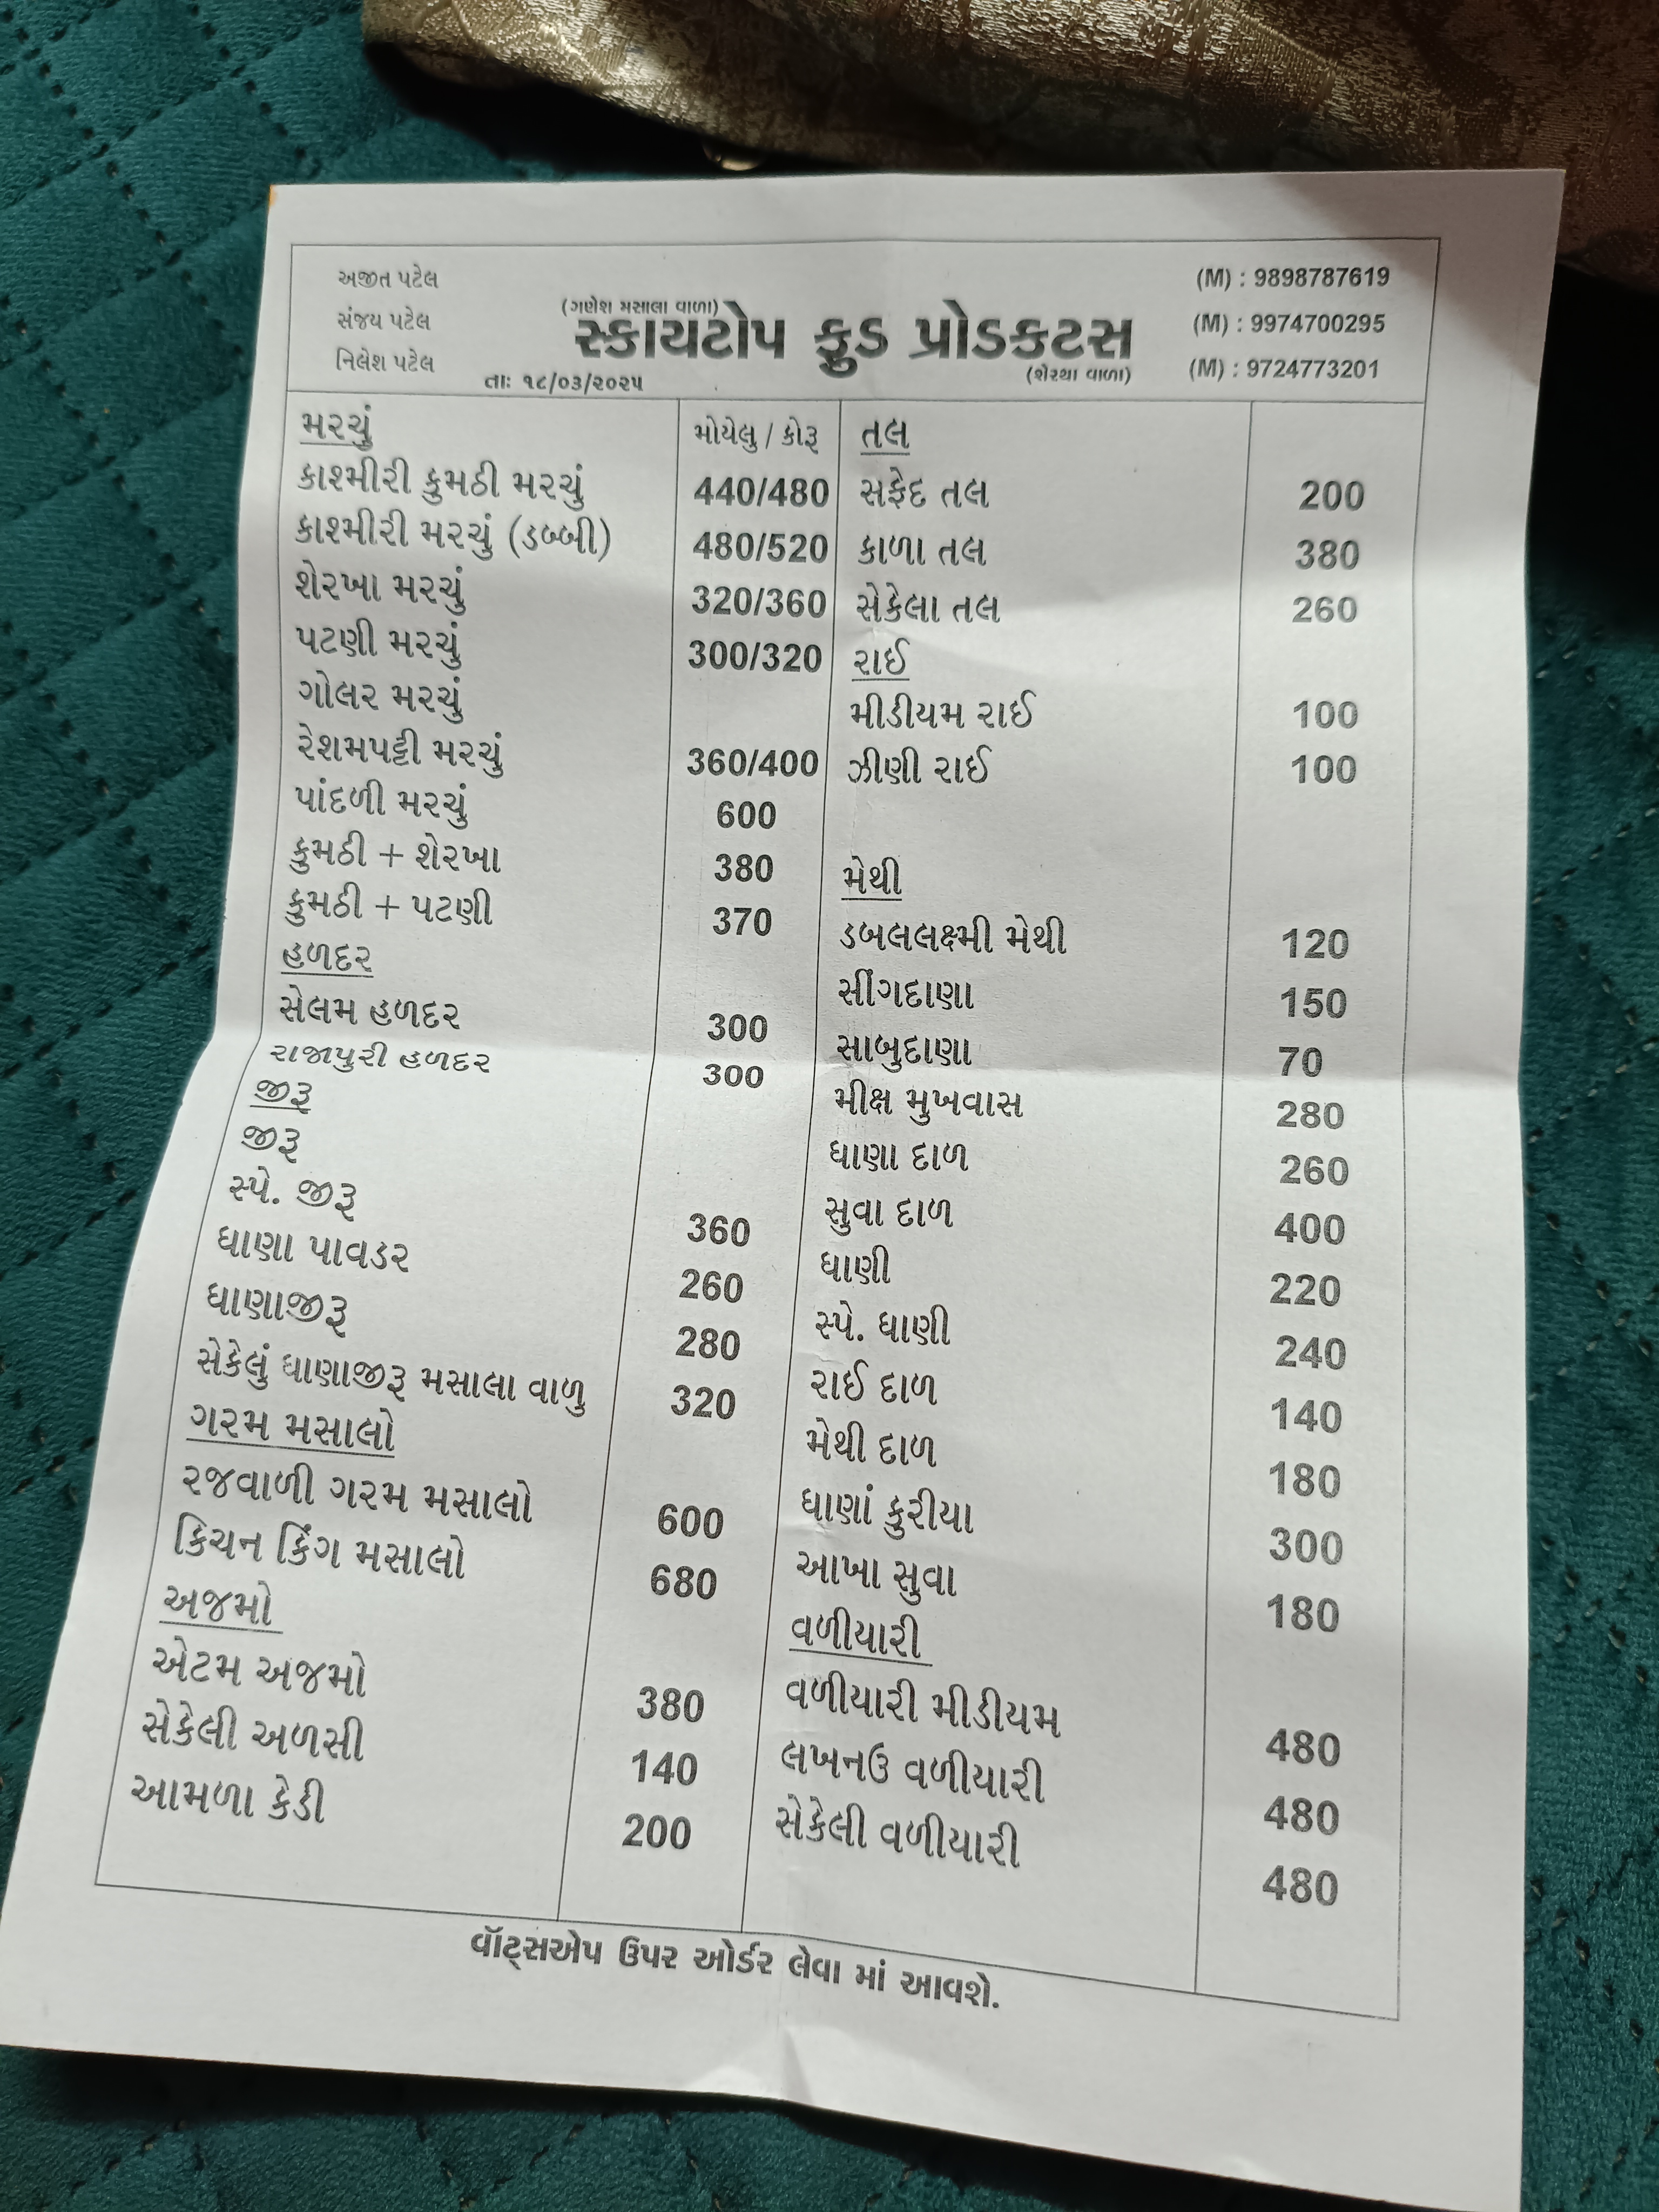 અજીત પટેલ
સંજય પટેલ
નિલેશ પટેલ
(ગણેશ મસાલા વાળા)
સ્કાયટોપ ફુડ પ્રોડકટસ
(શેરથા વાળા)
તાઃ ૧૮/૦૩/૨૦૨૫
(M) : 9898787619
(M) : 9974700295
(M) : 9724773201
મરચું મોયેલુ / કોરૂ
કાશ્મીરી કુમઠી મરચું 440/480
કાશ્મીરી મરચું (ડબ્બી) 480/520
શેરખા મરચું 320/360
પટણી મરચું 300/320
ગોલર મરચું
રેશમપટ્ટી મરચું 360/400
પાંદળી મરચું 600
કુમઠી + શેરખા 380
કુમઠી + પટણી 370
હળદર
સેલમ હળદર 300
રાજાપુરી હળદર 300
જીરૂ
જીરૂ
સ્પે. જીરૂ 360
ધાણા પાવડર 260
ધાણાજીરૂ 280
સેકેલું ધાણાજીરૂ મસાલા વાળુ 320
ગરમ મસાલો
રજવાળી ગરમ મસાલો 600
કિચન કિંગ મસાલો 680
અજમો
એટમ અજમો 380
સેકેલી અળસી 140
આમળા કેડી 200
તલ
સફેદ તલ 200
કાળા તલ 380
સેકેલા તલ 260
રાઈ
મીડીયમ રાઈ 100
ઝીણી રાઈ 100
મેથી
ડબલલક્ષ્મી મેથી 120
સીંગદાણા 150
સાબુદાણા 70
મીક્ષ મુખવાસ 280
ધાણા દાળ 260
સુવા દાળ 400
ધાણી 220
સ્પે. ધાણી 240
રાઈ દાળ 140
મેથી દાળ 180
ધાણાં કુરીયા 300
આખા સુવા 180
વળીયારી
વળીયારી મીડીયમ 480
લખનઉ વળીયારી 480
સેકેલી વળીયારી 480
વૉટ્સએપ ઉપર ઓર્ડર લેવા માં આવશે.